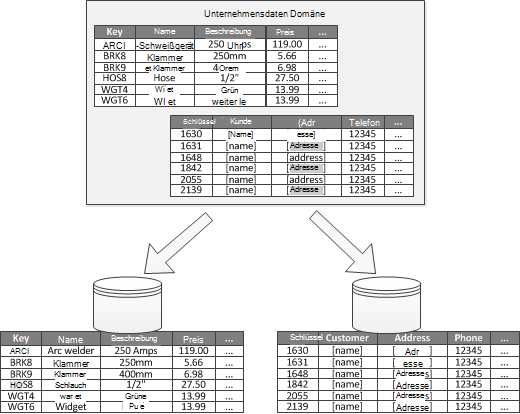 Unternehmensdaten Domäne
Key Name Beschreibung Preis ...
ARCI -Schweißgerät 250 Uhrps 119.00 ...
BRK8 Klammer 250mm 5.66 ...
BRK9 et Klammer 4 Orem 6.98 ...
HOS8 Hose 1/2" 27.50 ...
WGT4 Wi et Grün 13.99 ...
WGT6 WI et weiter le 13.99 ...
Schlüssel Kunde (Adr Telefon ...
1630 [Name] esse] 12345 ...
1631 [name] [Adresse] 12345 ...
1648 [name] address 12345 ...
1842 [name] [Adresse] 12345 ...
2055 [name] address 12345 ...
2139 [name] [Adresse] 12345 ...
Key Name Beschreibung Preis ...
ARCI Arc welder 250 Amps 119.00 ...
BRK8 Klammer 250mm 5.66 ...
BRK9 Klammer 400mm 6.98 ...
HOS8 Schlauch 1/2" 27.50 ...
WGT4 war et Grüne 13.99 ...
WGT6 Widget Pu e 13.99 ...
Schlüssel Customer Address Phone ...
1630 [name] Adr 12345 ...
1631 [name] [ esse ] 12345 ...
1648 [name] [Adresses] 12345 ...
1842 [name] [Adresse] 12345 ...
2055 [name] [Adresses] 12345 ...
2139 [name] [Adresse] 12345 ...